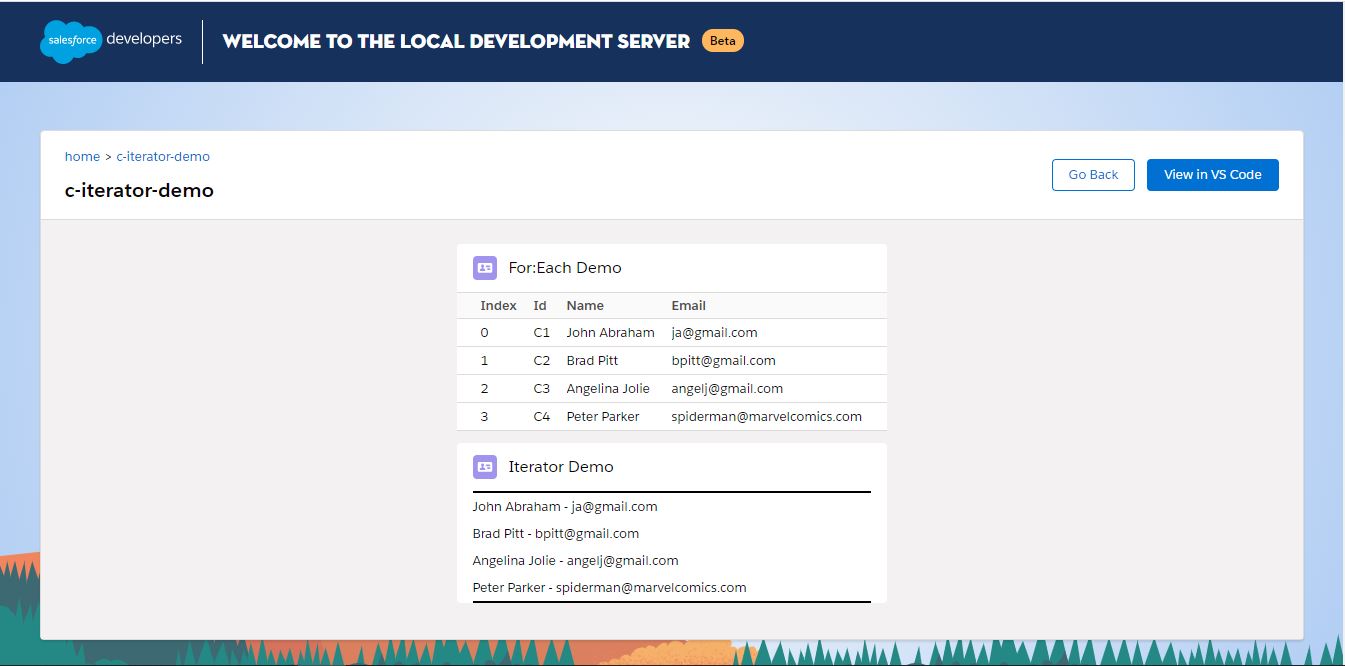 salesforce developers WELCOME TO THE LOCAL DEVELOPMENT SERVER Beta
home > c-iterator-demo
c-iterator-demo
Go Back View in VS Code
For:Each Demo
Index Id Name Email
0 C1 John Abraham ja@gmail.com
1 C2 Brad Pitt bpitt@gmail.com
2 C3 Angelina Jolie angelj@gmail.com
3 C4 Peter Parker spiderman@marvelcomics.com
Iterator Demo
John Abraham - ja@gmail.com
Brad Pitt - bpitt@gmail.com
Angelina Jolie - angelj@gmail.com
Peter Parker - spiderman@marvelcomics.com